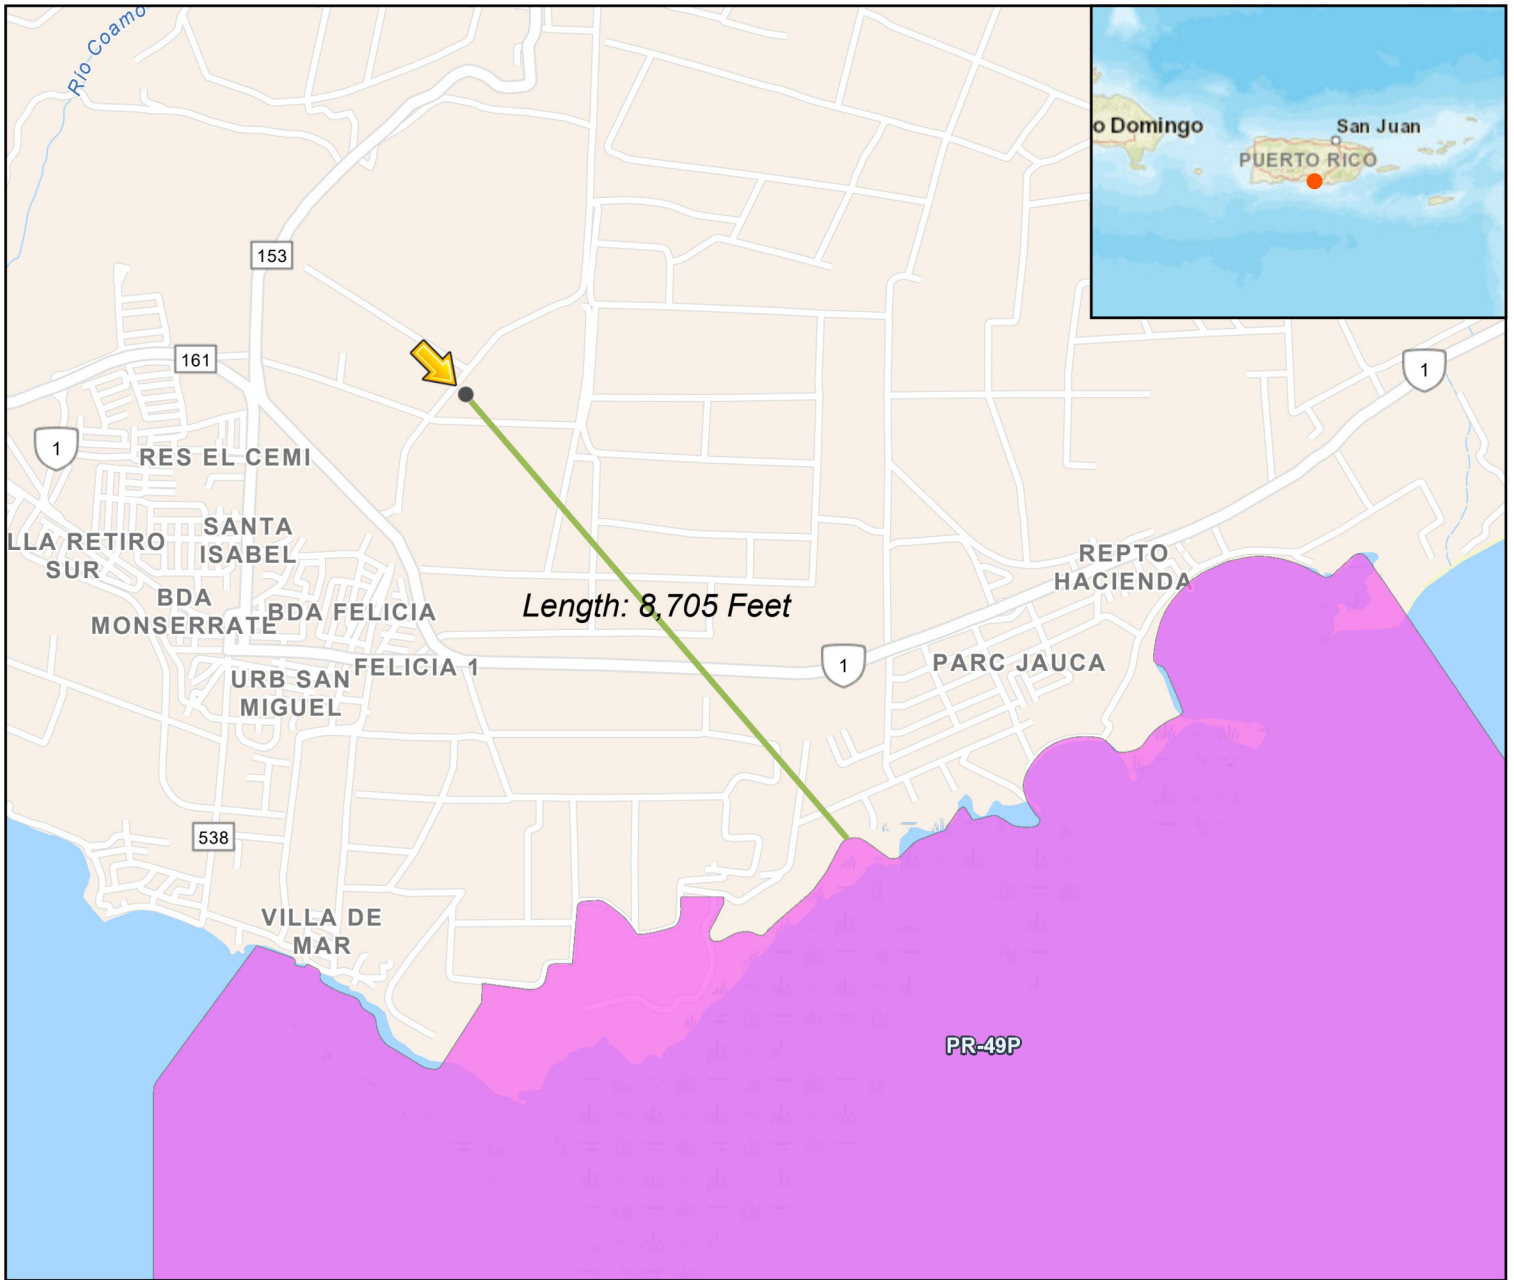 Río Coamo
o Domingo
San Juan
PUERTO RICO
153
161
1
1
RES EL CEMI
SANTA
ISABEL
LLA RETIRO
SUR
REPTO
HACIENDA
BDA
MONSERRATE
BDA FELICIA
Length: 8,705 Feet
FELICIA 1
1
PARC JAUCA
URB SAN
MIGUEL
538
VILLA DE
MAR
PR-49P